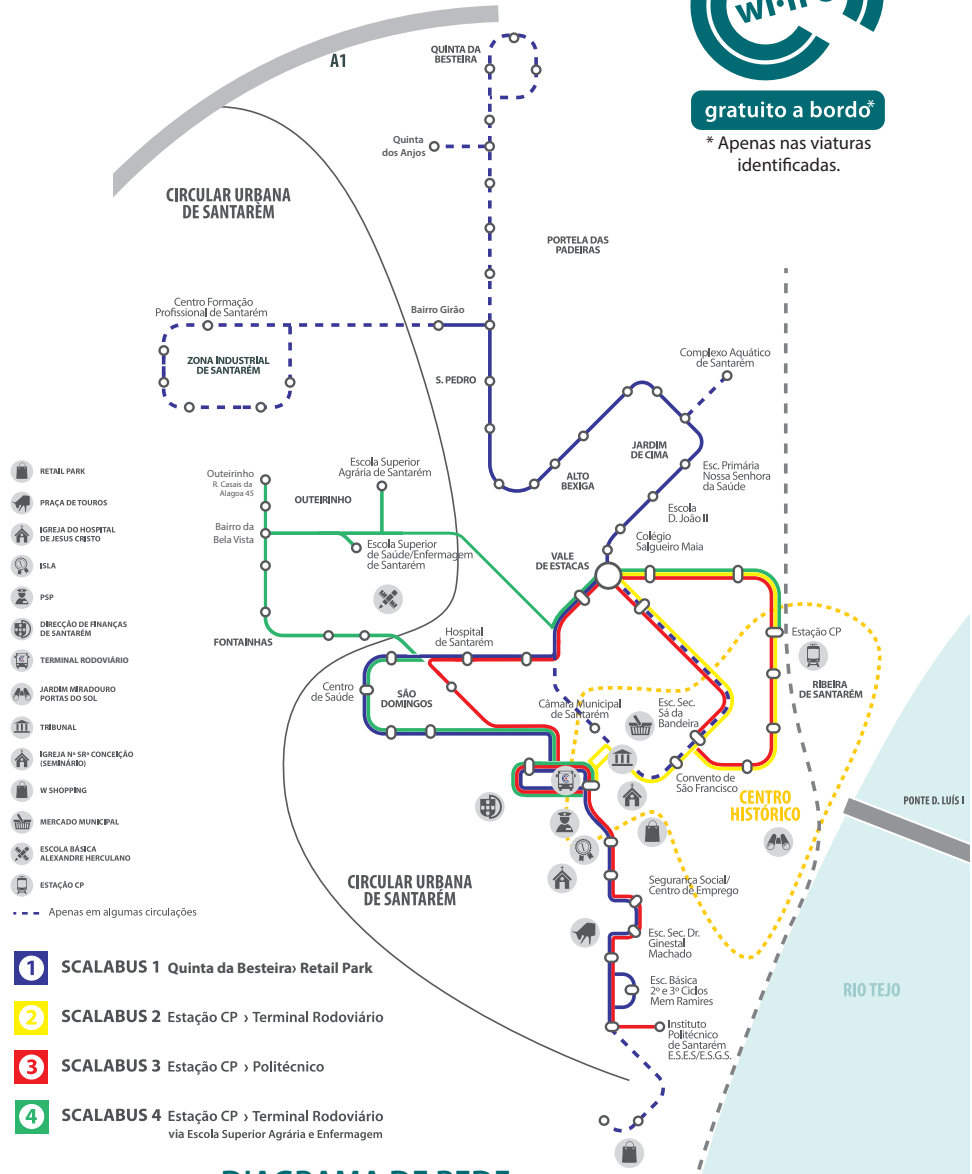 wi-fi
gratuito a bordo*
* Apenas nas viaturas
identificadas.
A1
QUÍNTA DA
BESTEIRA
Quinta
dos Anjos
CIRCULAR URBANA
DE SANTARÈM
PORTELA DAS
PADEIRAS
Centro Formação
Profissional de Santarém
Bairro Girão
ZONA INDUSTRIAL
DE SANTARÉM
S. PEDRO
Complexo Aquático
de Santarém
JARDIM
DE CIMA
Esc. Primária
Nossa Senhora
da Saúde
ALTO
BEXIGA
Escola
D. João II
Colégio
Salgueiro Maia
VALE
DE ESTACAS
Outeirinho
R. Casais da
Alagoa 45
Escola Superior
Agrária de Santarém
OUTEIRINHO
Bairro da
Bela Vista
Escola Superior
de Saúde/Enfermagem
de Santarém
FONTAÍNHAS
Hospital
de Santarém
Estação CP
RIBEIRA
DE SANTARÉM
Centro
de Saúde
SÃO
DOMINGOS
Câmara Municipal
de Santarém
Esc. Sec.
Sá da
Bandeira
Convento de
São Francisco
CENTRO
HISTÓRICO
PONTE D. LUÍS I
CIRCULAR URBANA
DE SANTARÉM
Segurança Social/
Centro de Emprego
Esc. Sec. Dr.
Ginestal
Machado
Esc. Básica
2º e 3º Ciclos
Mem Ramires
Instituto
Politécnico
de Santarém
E.S.E.S/E.S.G.S.
RIO TEJO
RETAIL PARK
PRAÇA DE TOUROS
IGREJA DO HOSPITAL
DE JESUS CRISTO
ISLA
PSP
DIRECÇÃO DE FINANÇAS
DE SANTARÉM
TERMINAL RODOVIÁRIO
JARDIM MIRADOURO
PORTAS DO SOL
TRIBUNAL
IGREJA Nª SRª CONCEIÇÃO
(SEMINÁRIO)
W SHOPPING
MERCADO MUNICIPAL
ESCOLA BÁSICA
ALEXANDRE HERCULANO
ESTAÇÃO CP
Apenas em algumas circulações
1 SCALABUS 1 Quinta da Besteira› Retail Park
2 SCALABUS 2 Estação CP › Terminal Rodoviário
3 SCALABUS 3 Estação CP › Politécnico
4 SCALABUS 4 Estação CP › Terminal Rodoviário
via Escola Superior Agrária e Enfermagem
DIAGRAMA DE REDE